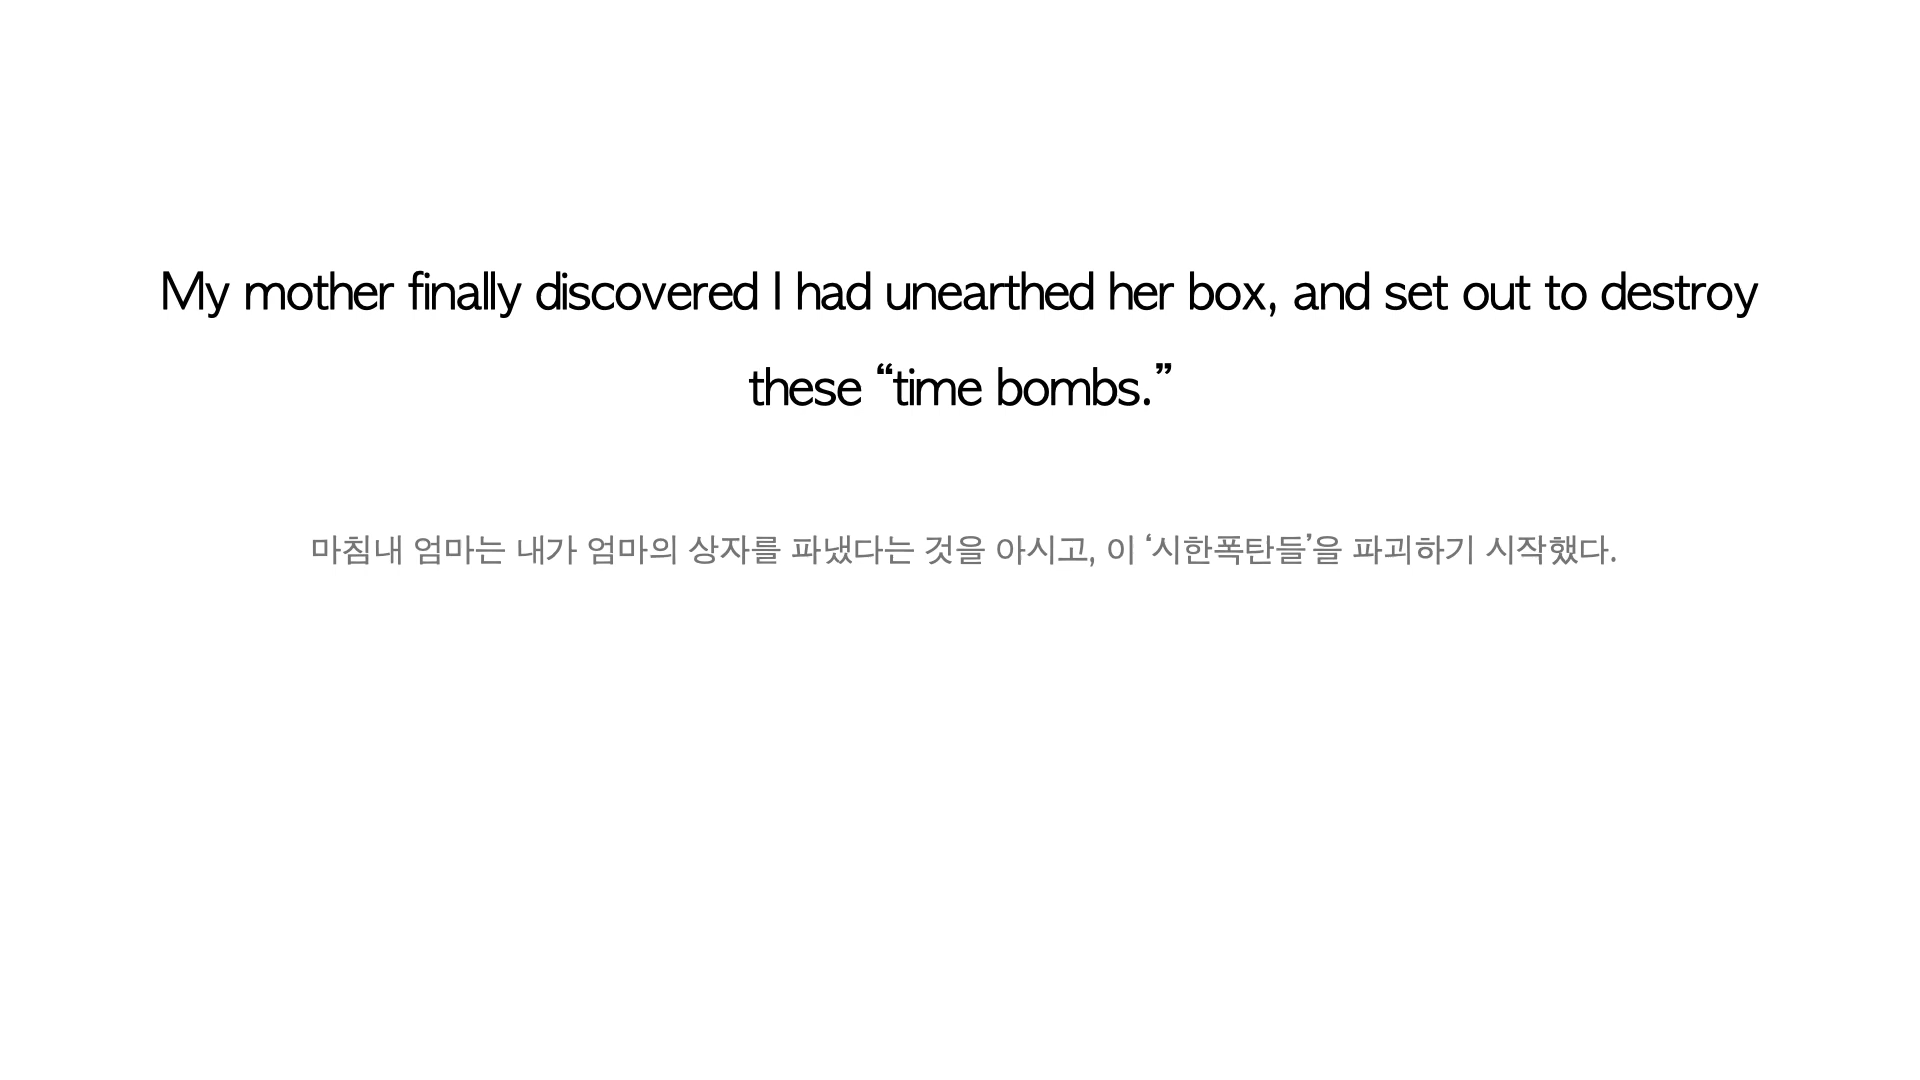 My mother finally discovered I had unearthed her box, and set out to destroy
these “time bombs.”
마침내 엄마는 내가 엄마의 상자를 파냈다는 것을 아시고, 이 ‘시한폭탄들’을 파괴하기 시작했다.